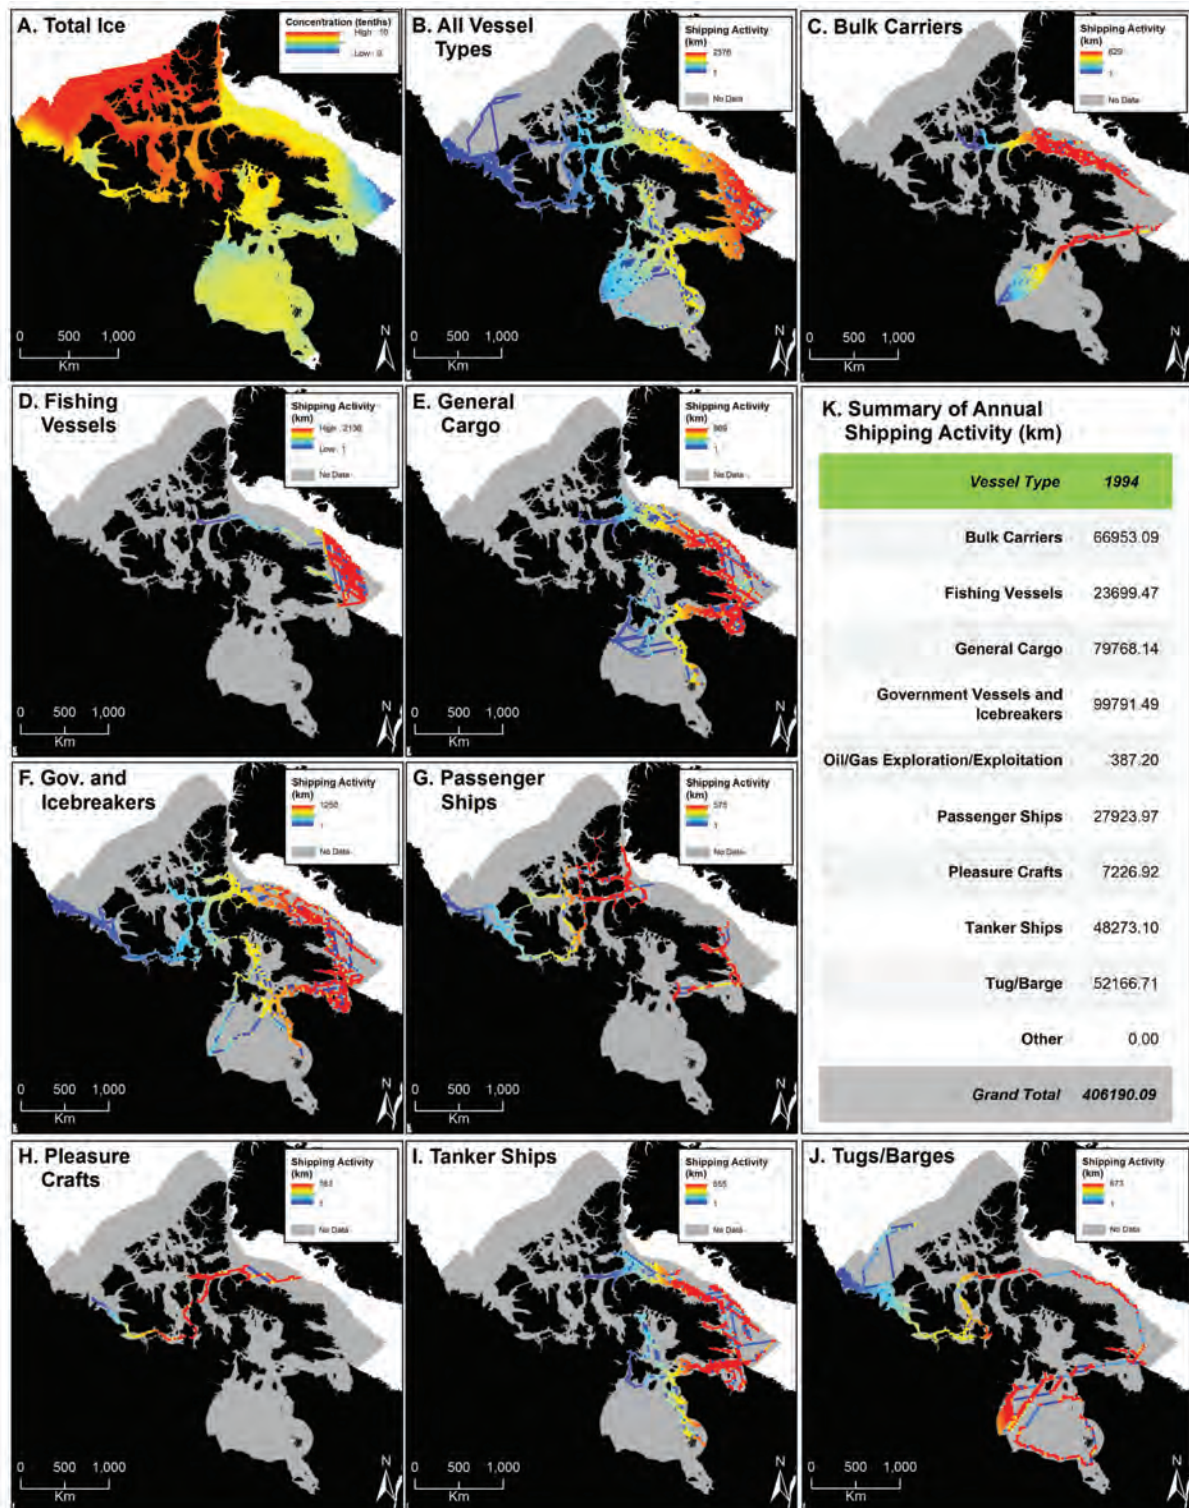 A. Total Ice
Concentration (tenths)
High : 10
Low : 0
0 500 1,000
Km
N
B. All Vessel
Types
Shipping Activity
(km)
2576
1
No Data
0 500 1,000
Km
N
C. Bulk Carriers
Shipping Activity
(km)
629
1
No Data
0 500 1,000
Km
N
D. Fishing
Vessels
Shipping Activity
(km)
High : 2136
Low : 1
No Data
0 500 1,000
Km
N
E. General
Cargo
Shipping Activity
(km)
1
No Data
0 500 1,000
Km
N
K. Summary of Annual
Shipping Activity (km)
Vessel Type 1994
Bulk Carriers 66953.09
Fishing Vessels 23699.47
General Cargo 79768.14
Government Vessels and
Icebreakers 99791.49
Oil/Gas Exploration/Exploitation 387.20
Passenger Ships 27923.97
Pleasure Crafts 7226.92
Tanker Ships 48273.10
Tug/Barge 52166.71
Other 0.00
Grand Total 406190.09
F. Gov. and
Icebreakers
Shipping Activity
(km)
1
No Data
0 500 1,000
Km
N
G. Passenger
Ships
Shipping Activity
(km)
1
No Data
0 500 1,000
Km
N
H. Pleasure
Crafts
Shipping Activity
(km)
1
No Data
0 500 1,000
Km
N
I. Tanker Ships
Shipping Activity
(km)
1
No Data
0 500 1,000
Km
N
J. Tugs/Barges
Shipping Activity
(km)
673
1
No Data
0 500 1,000
Km
N